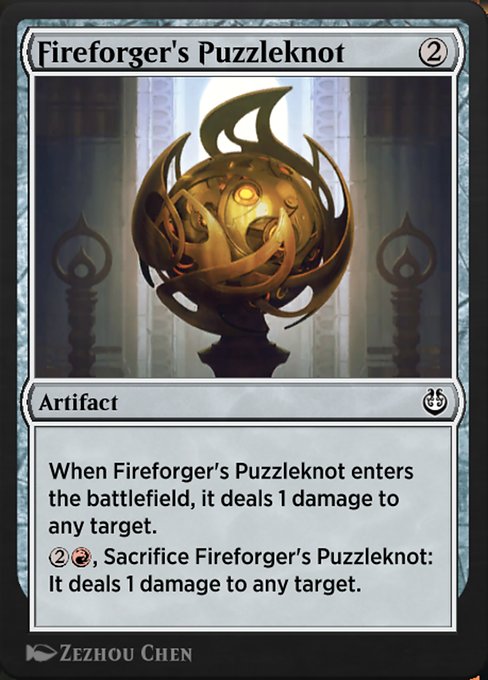 Fireforger's Puzzleknot 2
Artifact
When Fireforger's Puzzleknot enters
the battlefield, it deals 1 damage to
any target.
2, Sacrifice Fireforger's Puzzleknot:
It deals 1 damage to any target.
Zezhou Chen